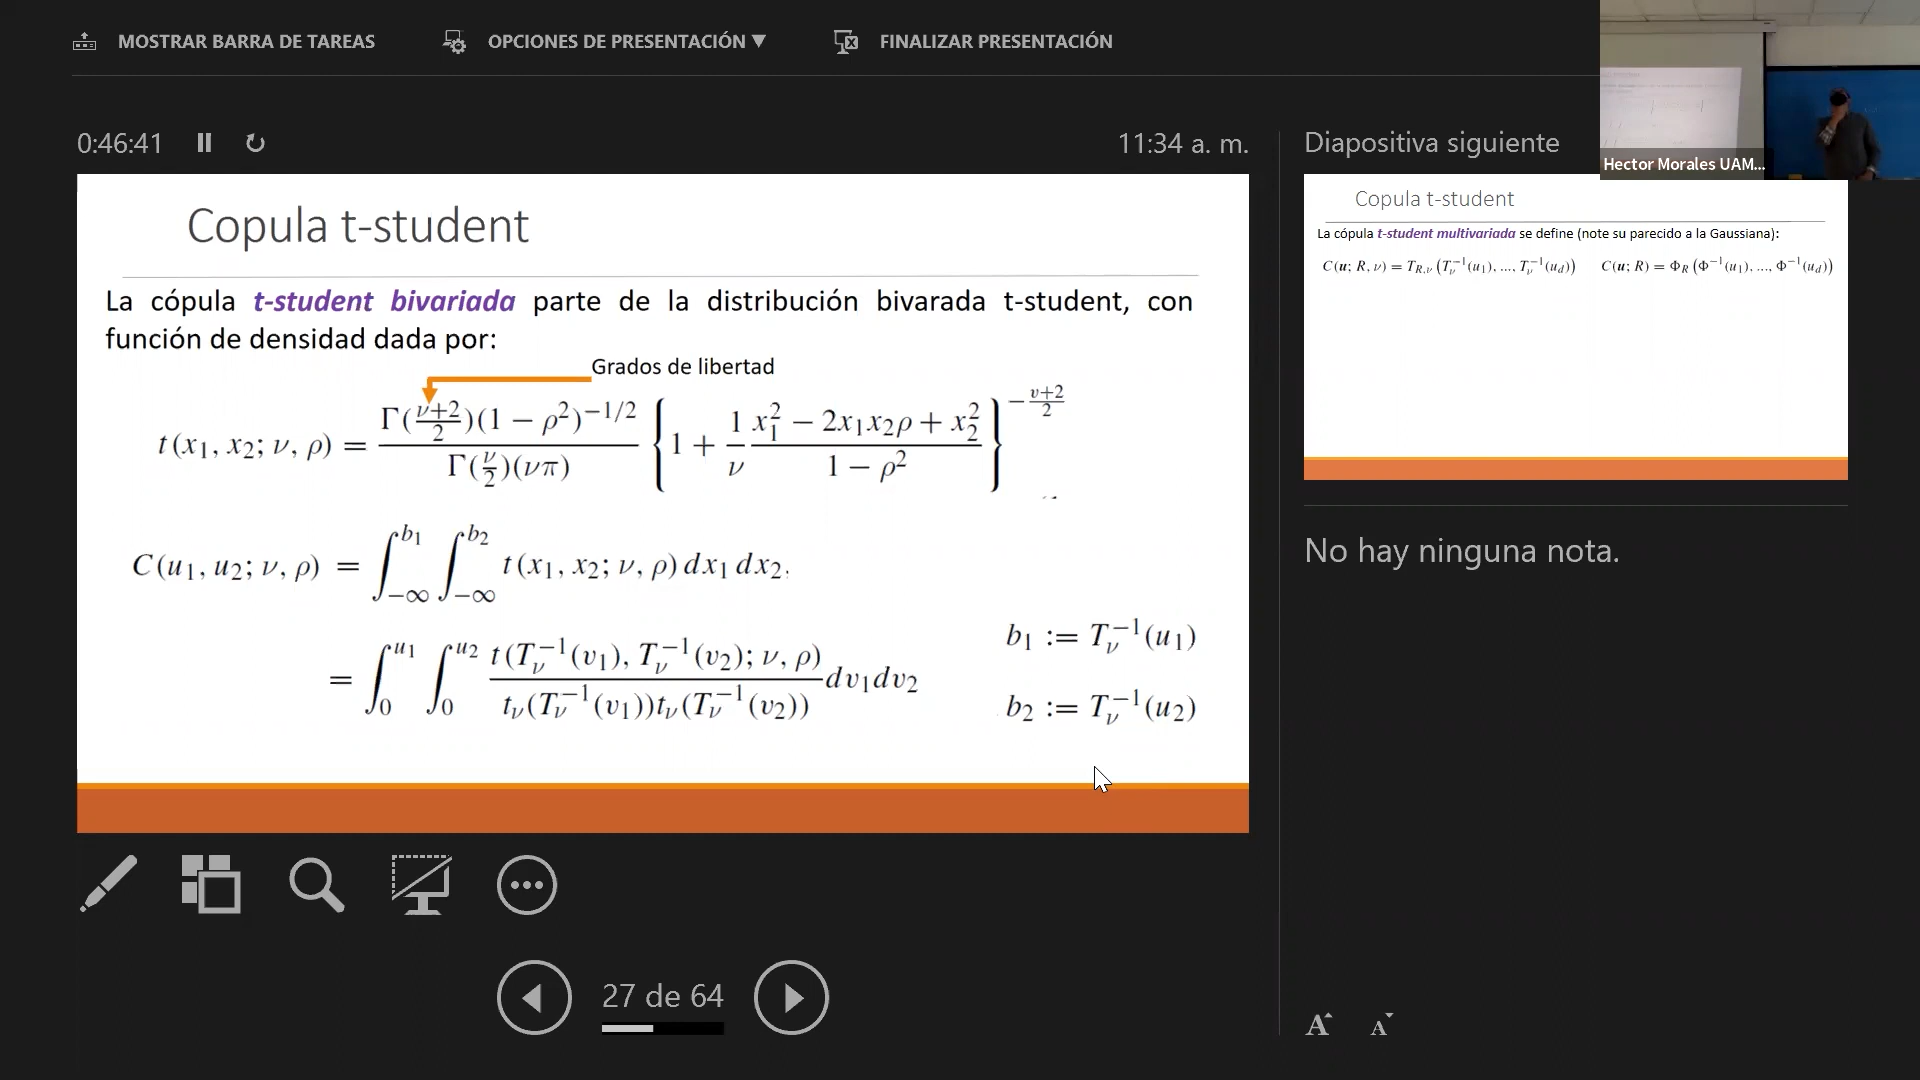 MOSTRAR BARRA DE TAREAS
OPCIONES DE PRESENTACIÓN ▼
FINALIZAR PRESENTACIÓN
0:46:41
11:34 a. m.
Copula t-student
La cópula t-student bivariada parte de la distribución bivarada t-student, con
función de densidad dada por:
Grados de libertad
t(x₁, x₂; ν, ρ) = Γ((ν+2)/2)(1 − ρ²)^(−1/2) / (Γ(ν/2)(νπ)) {1 + (1/ν) (x₁² − 2x₁x₂ρ + x₂²)/(1 − ρ²)}^(−(υ+2)/2)
C(u₁, u₂; ν, ρ) = ∫_{−∞}^{b₁} ∫_{−∞}^{b₂} t(x₁, x₂; ν, ρ) dx₁ dx₂
= ∫₀^{u₁} ∫₀^{u₂} t(T_ν⁻¹(v₁), T_ν⁻¹(v₂); ν, ρ) / (t_ν(T_ν⁻¹(v₁))t_ν(T_ν⁻¹(v₂))) dv₁dv₂
b₁ := T_ν⁻¹(u₁)
b₂ := T_ν⁻¹(u₂)
27 de 64
Diapositiva siguiente
Hector Morales UAM...
Copula t-student
La cópula t-student multivariada se define (note su parecido a la Gaussiana):
C(u; R, ν) = T_{R,ν}(T_ν⁻¹(u₁), ..., T_ν⁻¹(u_d)) C(u; R) = Φ_R(Φ⁻¹(u₁), ..., Φ⁻¹(u_d))
No hay ninguna nota.
A A